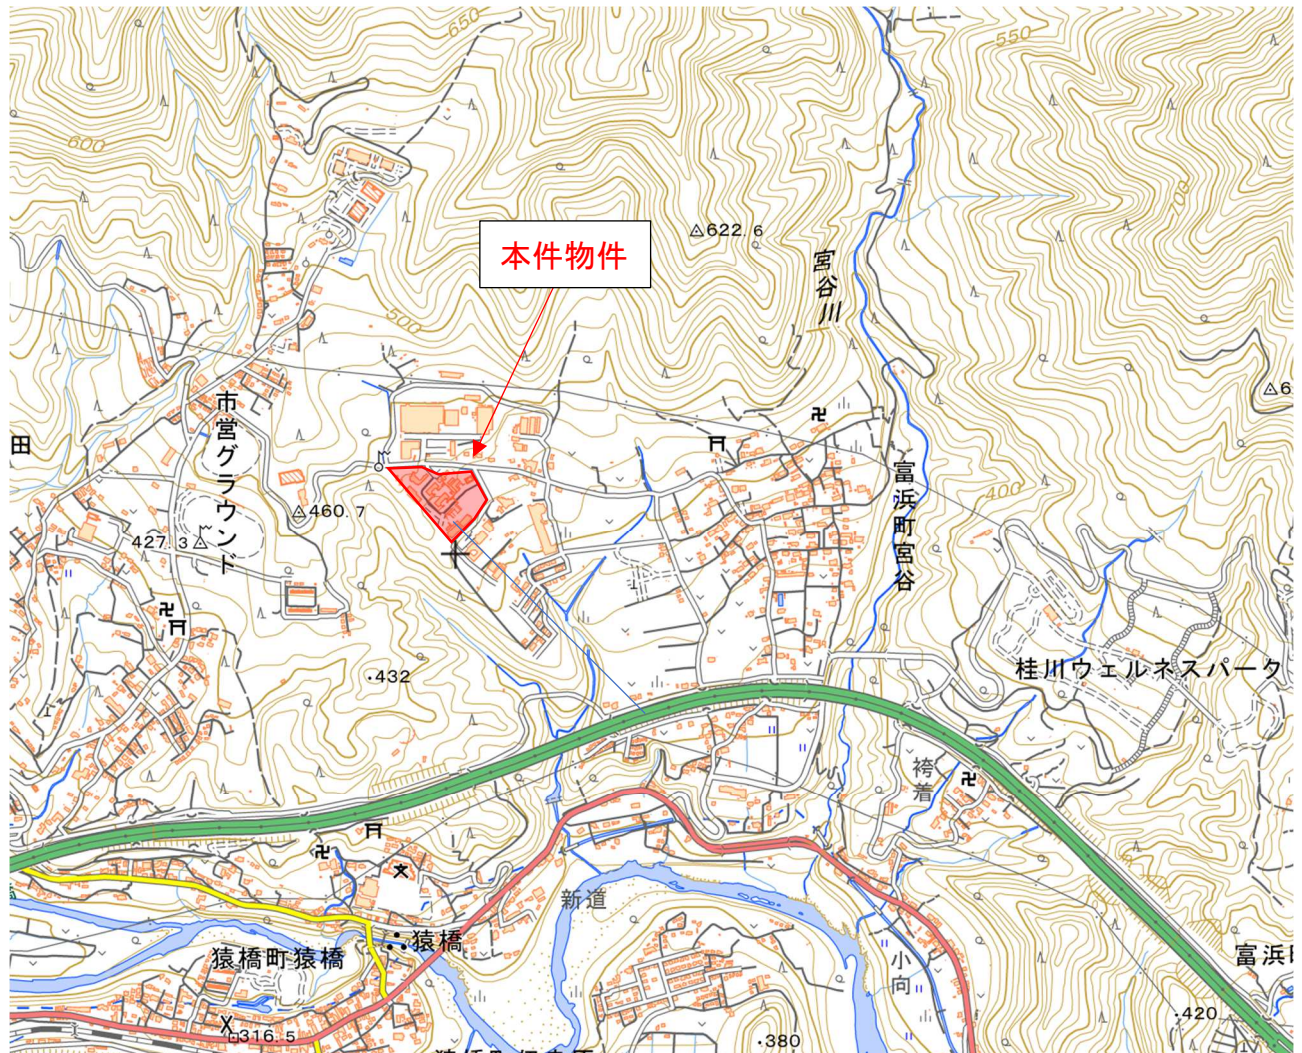 650
550
600
700
△622.6
本件物件
宮谷川
500
△6
市営グラウンド
田
富浜町宮谷
400
△460.7
427.3△
・432
桂川ウェルネスパーク
袴着
新道
猿橋
猿橋町猿橋
小向
富浜
・420
316.5
・380